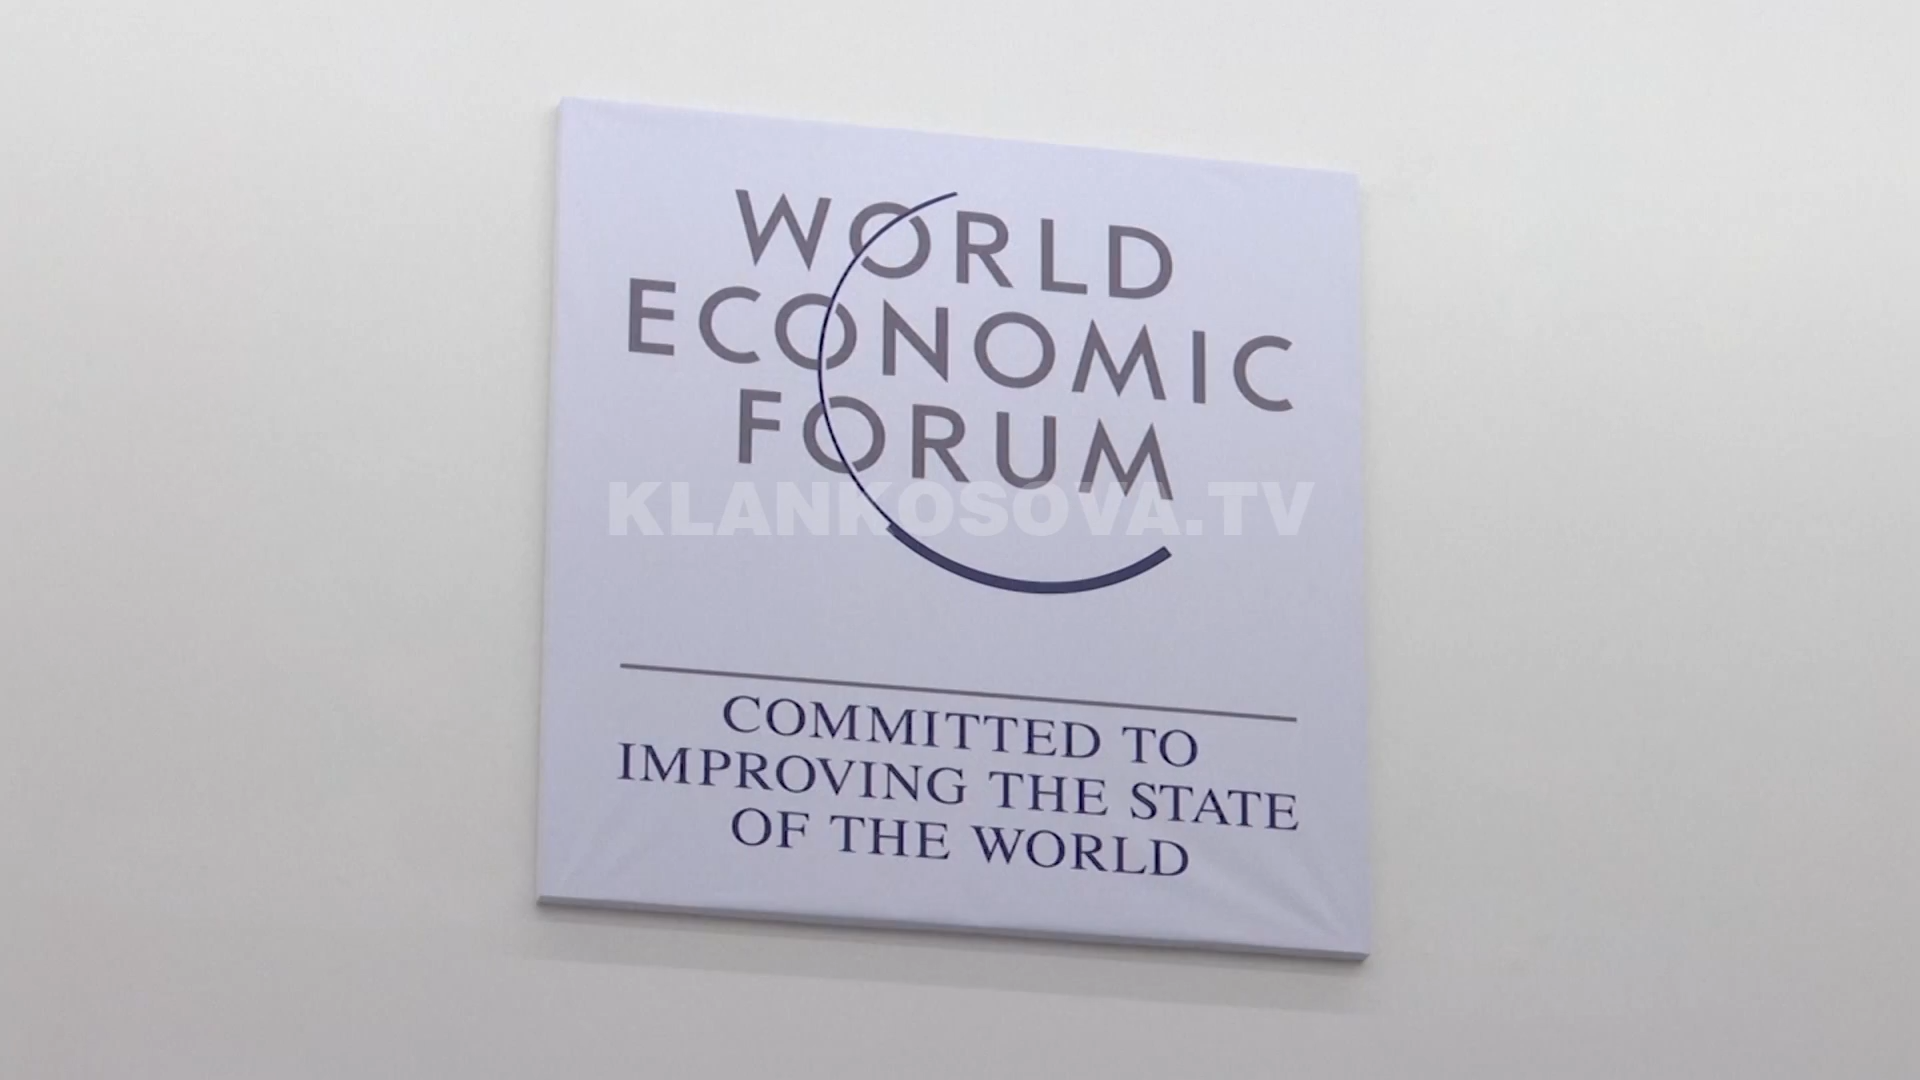 WORLD
ECONOMIC
FORUM
KLANKOSOVA.TV
COMMITTED TO
IMPROVING THE STATE
OF THE WORLD